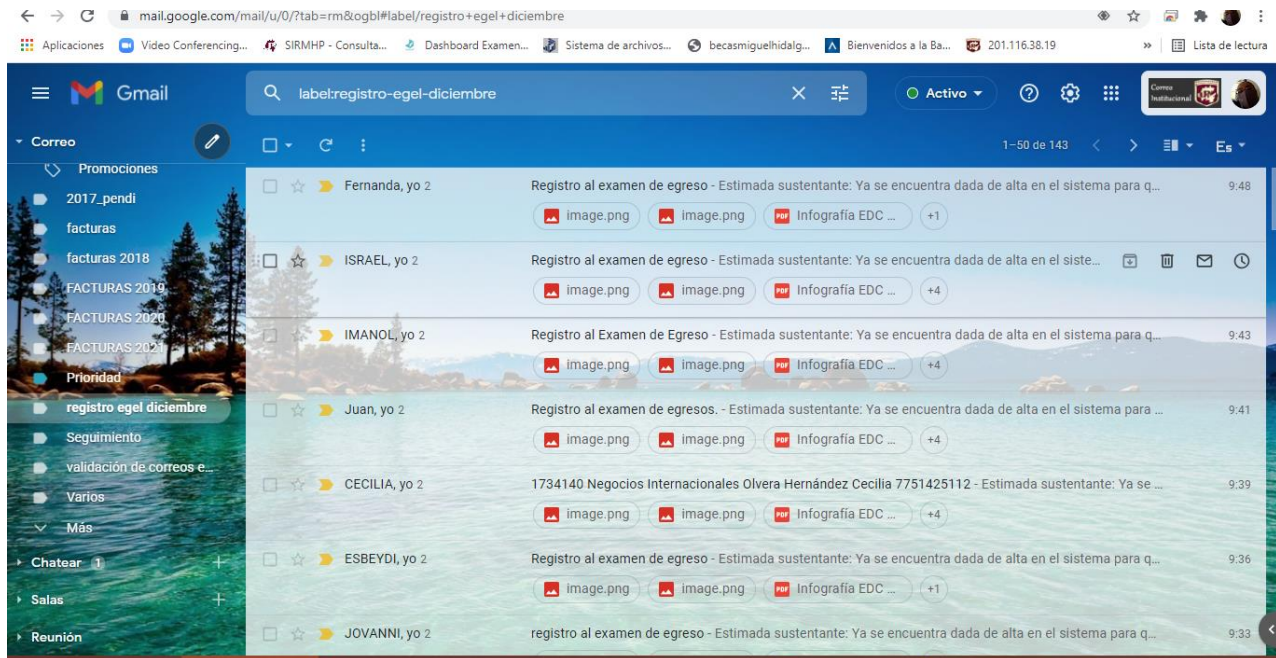 mail.google.com/mail/u/0/?tab=rm&ogbl#label/registro+egel+diciembre
Aplicaciones Video Conferencing... SIRMHP - Consulta... Dashboard Examen... Sistema de archivos... becasmiguelhidalg... Bienvenidos a la Ba... 201.116.38.19 » Lista de lectura
Gmail label:registro-egel-diciembre Activo Correo Institucional
Correo 1–50 de 143 Es
Promociones
2017_pendi
facturas
facturas 2018
FACTURAS 2019
FACTURAS 2020
FACTURAS 2021
Prioridad
registro egel diciembre
Seguimiento
validación de correos e...
Varios
Más
Chatear 1
Salas
Reunión
Fernanda, yo 2 Registro al examen de egreso - Estimada sustentante: Ya se encuentra dada de alta en el sistema para q... 9:48
image.png image.png PDF Infografía EDC ... +1
ISRAEL, yo 2 Registro al examen de egreso - Estimada sustentante: Ya se encuentra dada de alta en el siste...
image.png image.png PDF Infografía EDC ... +4
IMANOL, yo 2 Registro al Examen de Egreso - Estimada sustentante: Ya se encuentra dada de alta en el sistema para q... 9:43
image.png image.png PDF Infografía EDC ... +4
Juan, yo 2 Registro al examen de egresos. - Estimada sustentante: Ya se encuentra dada de alta en el sistema para ... 9:41
image.png image.png PDF Infografía EDC ... +4
CECILIA, yo 2 1734140 Negocios Internacionales Olvera Hernández Cecilia 7751425112 - Estimada sustentante: Ya se ... 9:39
image.png image.png PDF Infografía EDC ... +4
ESBEYDI, yo 2 Registro al examen de egreso - Estimada sustentante: Ya se encuentra dada de alta en el sistema para q... 9:36
image.png image.png PDF Infografía EDC ... +1
JOVANNI, yo 2 registro al examen de egreso - Estimada sustentante: Ya se encuentra dada de alta en el sistema para q... 9:33